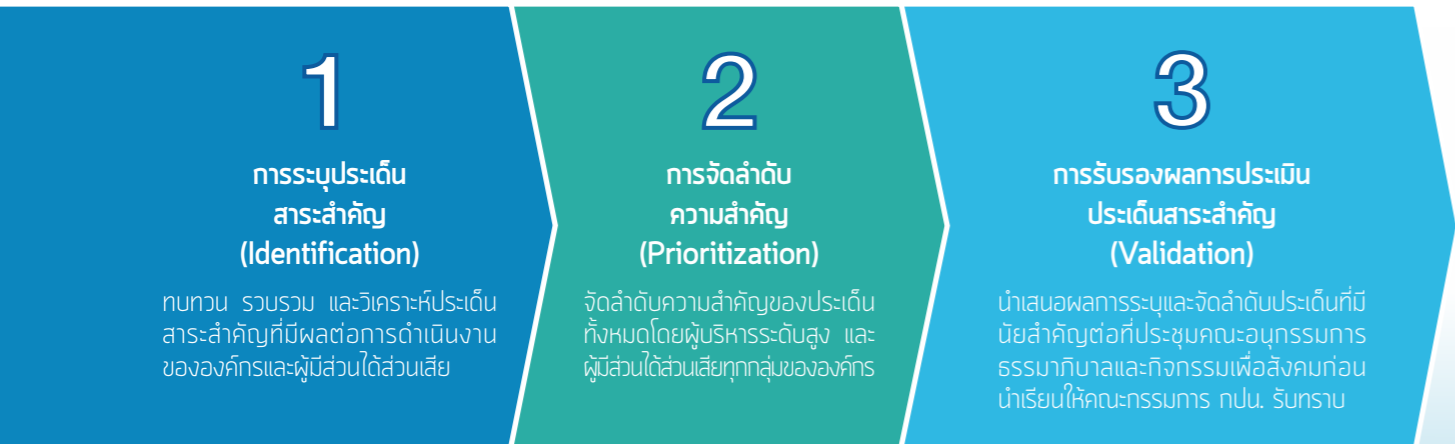 1
การระบุประเด็น
สาระสำคัญ
(Identification)
ทบทวน รวบรวม และวิเคราะห์ประเด็น
สาระสำคัญที่มีผลต่อการดำเนินงาน
ขององค์กรและผู้มีส่วนได้ส่วนเสีย
2
การจัดลำดับ
ความสำคัญ
(Prioritization)
จัดลำดับความสำคัญของประเด็น
ทั้งหมดโดยผู้บริหารระดับสูง และ
ผู้มีส่วนได้ส่วนเสียทุกกลุ่มขององค์กร
3
การรับรองผลการประเมิน
ประเด็นสาระสำคัญ
(Validation)
นำเสนอผลการระบุและจัดลำดับประเด็นที่มี
นัยสำคัญต่อที่ประชุมคณะอนุกรรมการ
ธรรมาภิบาลและกิจกรรมเพื่อสังคมก่อน
นำเรียนให้คณะกรรมการ กปน. รับทราบ